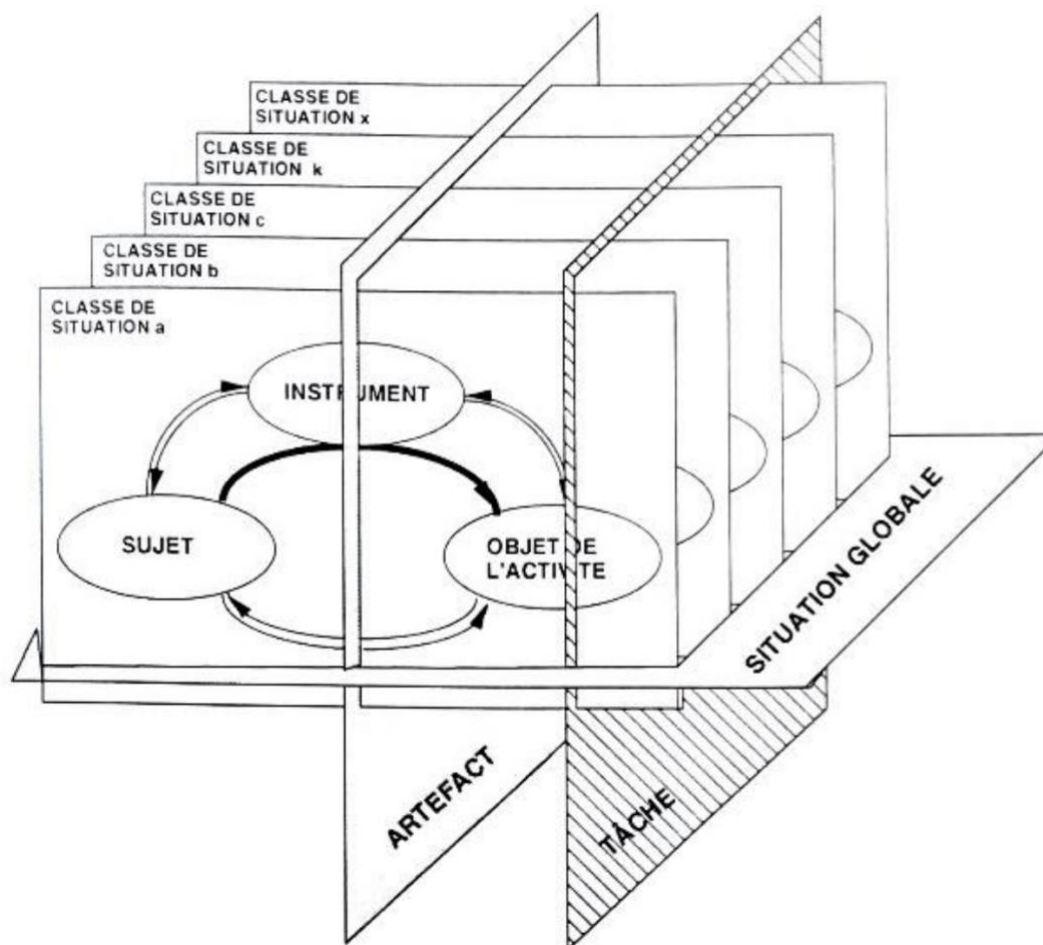 CLASSE DE
SITUATION x
CLASSE DE
SITUATION k
CLASSE DE
SITUATION c
CLASSE DE
SITUATION b
CLASSE DE
SITUATION a
INSTRUMENT
SUJET
OBJET DE
L'ACTIVITE
SITUATION GLOBALE
ARTEFACT
TÂCHE